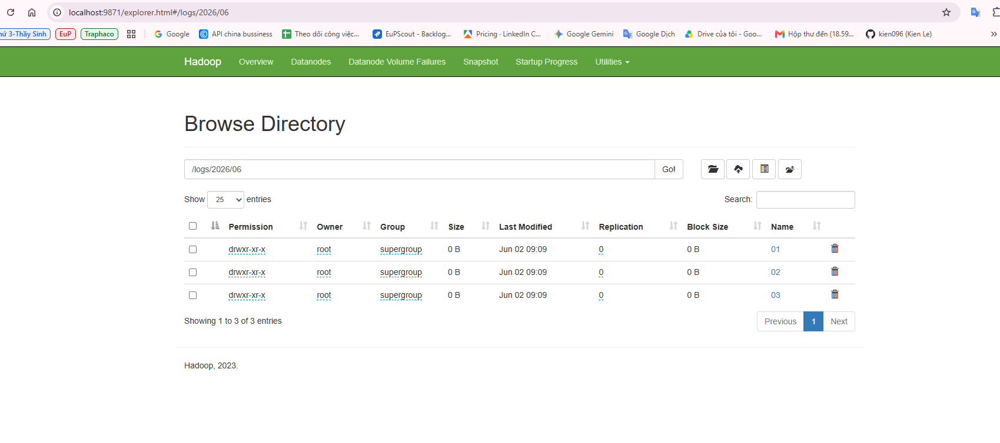 localhost:9871/explorer.html#/logs/2026/06
Thầy Sinh EuP Traphaco Google API china bussiness Theo dõi công việc... EuPScout - Backlog... Pricing · LinkedIn C... Google Gemini Google Dịch Drive của tôi - Goo... Hộp thư đến (18.59... kien096 (Kien Le)
Hadoop Overview Datanodes Datanode Volume Failures Snapshot Startup Progress Utilities
Browse Directory
/logs/2026/06 Go!
Show 25 entries Search:
Permission Owner Group Size Last Modified Replication Block Size Name
drwxr-xr-x root supergroup 0 B Jun 02 09:09 0 0 B 01
drwxr-xr-x root supergroup 0 B Jun 02 09:09 0 0 B 02
drwxr-xr-x root supergroup 0 B Jun 02 09:09 0 0 B 03
Showing 1 to 3 of 3 entries Previous 1 Next
Hadoop, 2023.